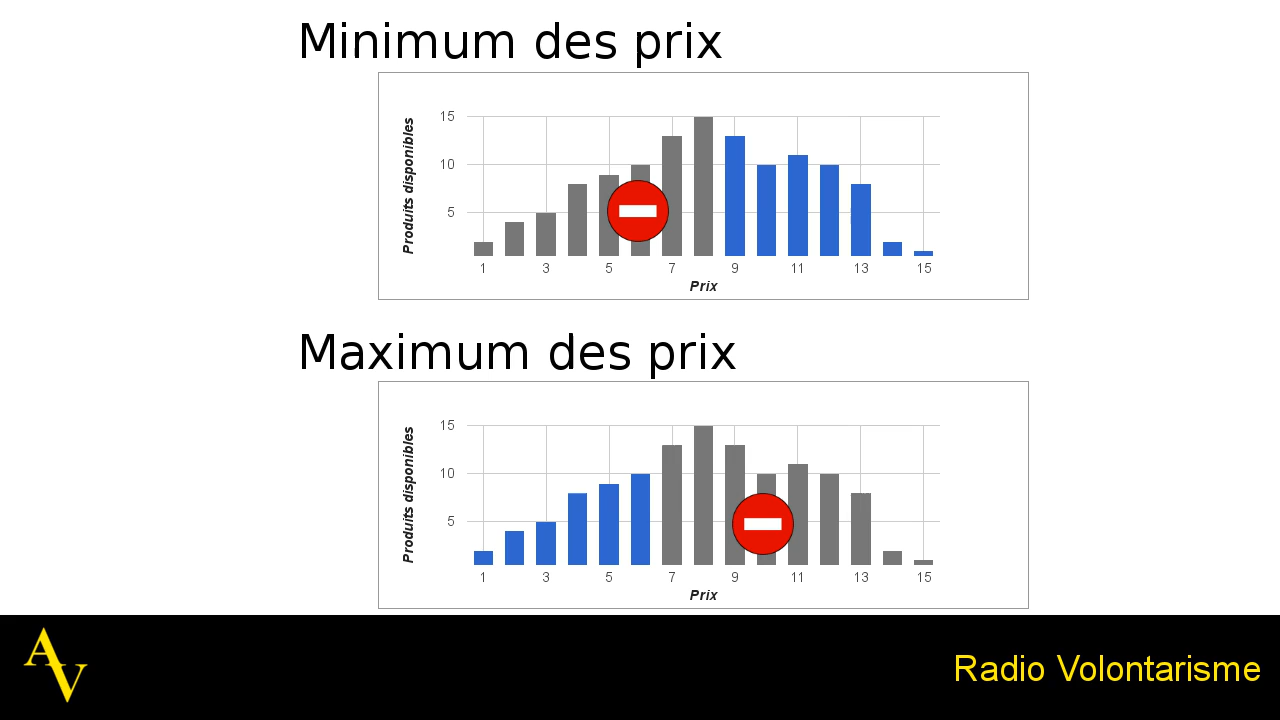 Minimum des prix
Produits disponibles
15
10
5
1 3 5 7 9 11 13 15
Prix
Maximum des prix
Produits disponibles
15
10
5
1 3 5 7 9 11 13 15
Prix
AV
Radio Volontarisme